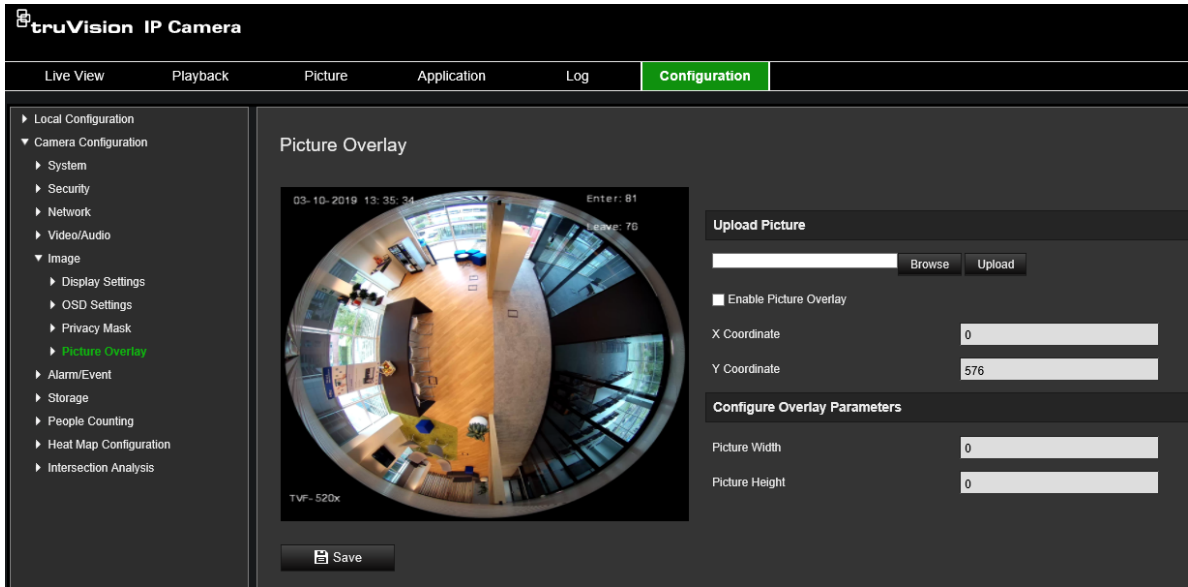 truVision IP Camera
Live View Playback Picture Application Log Configuration
Local Configuration
Camera Configuration
System
Security
Network
Video/Audio
Image
Display Settings
OSD Settings
Privacy Mask
Picture Overlay
Alarm/Event
Storage
People Counting
Heat Map Configuration
Intersection Analysis
Picture Overlay
03-10-2019 13:35:34
Enter:81
Leave:76
TVF-520x
Upload Picture
Browse Upload
Enable Picture Overlay
X Coordinate 0
Y Coordinate 576
Configure Overlay Parameters
Picture Width 0
Picture Height 0
Save